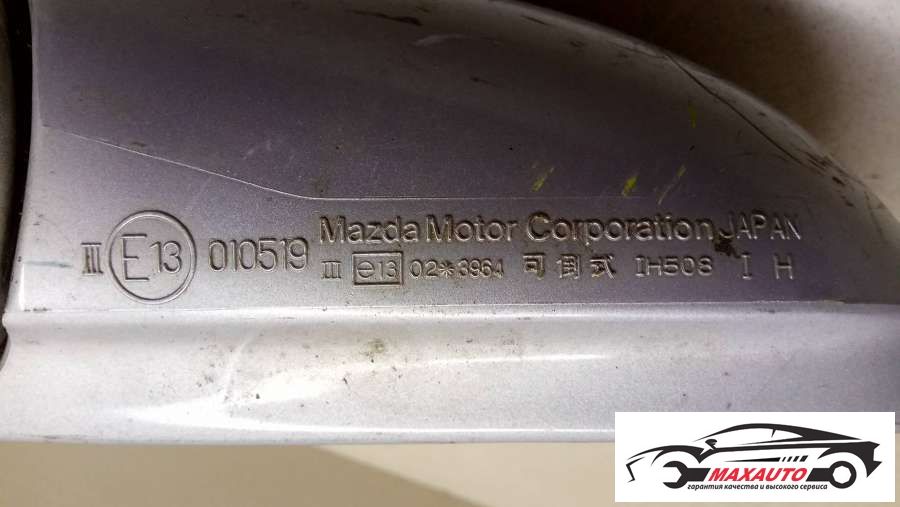 Mazda Motor Corporation JAPAN
III E13 010519
III e13 02*3964 可倒式 IH50S I H
MAXAUTO
гарантия качества и высокого сервиса